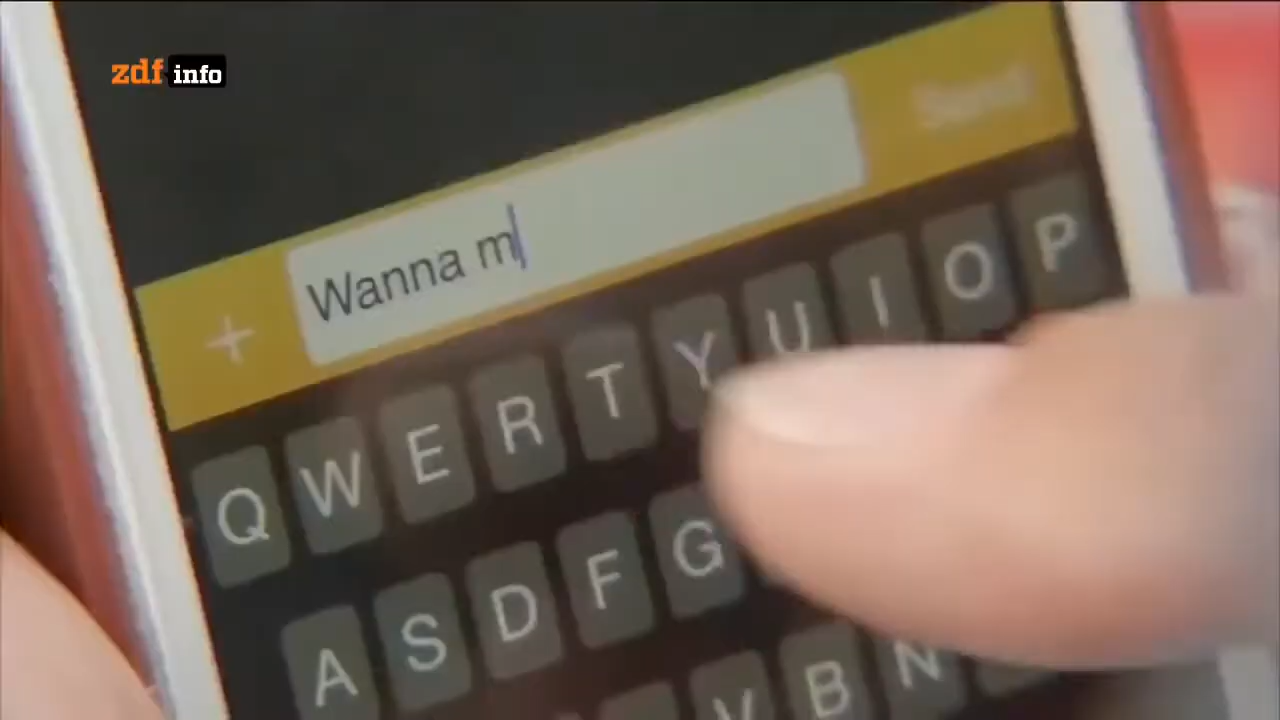 zdf info
Send
Wanna m
Q W E R T Y U I O P
A S D F G
V B N